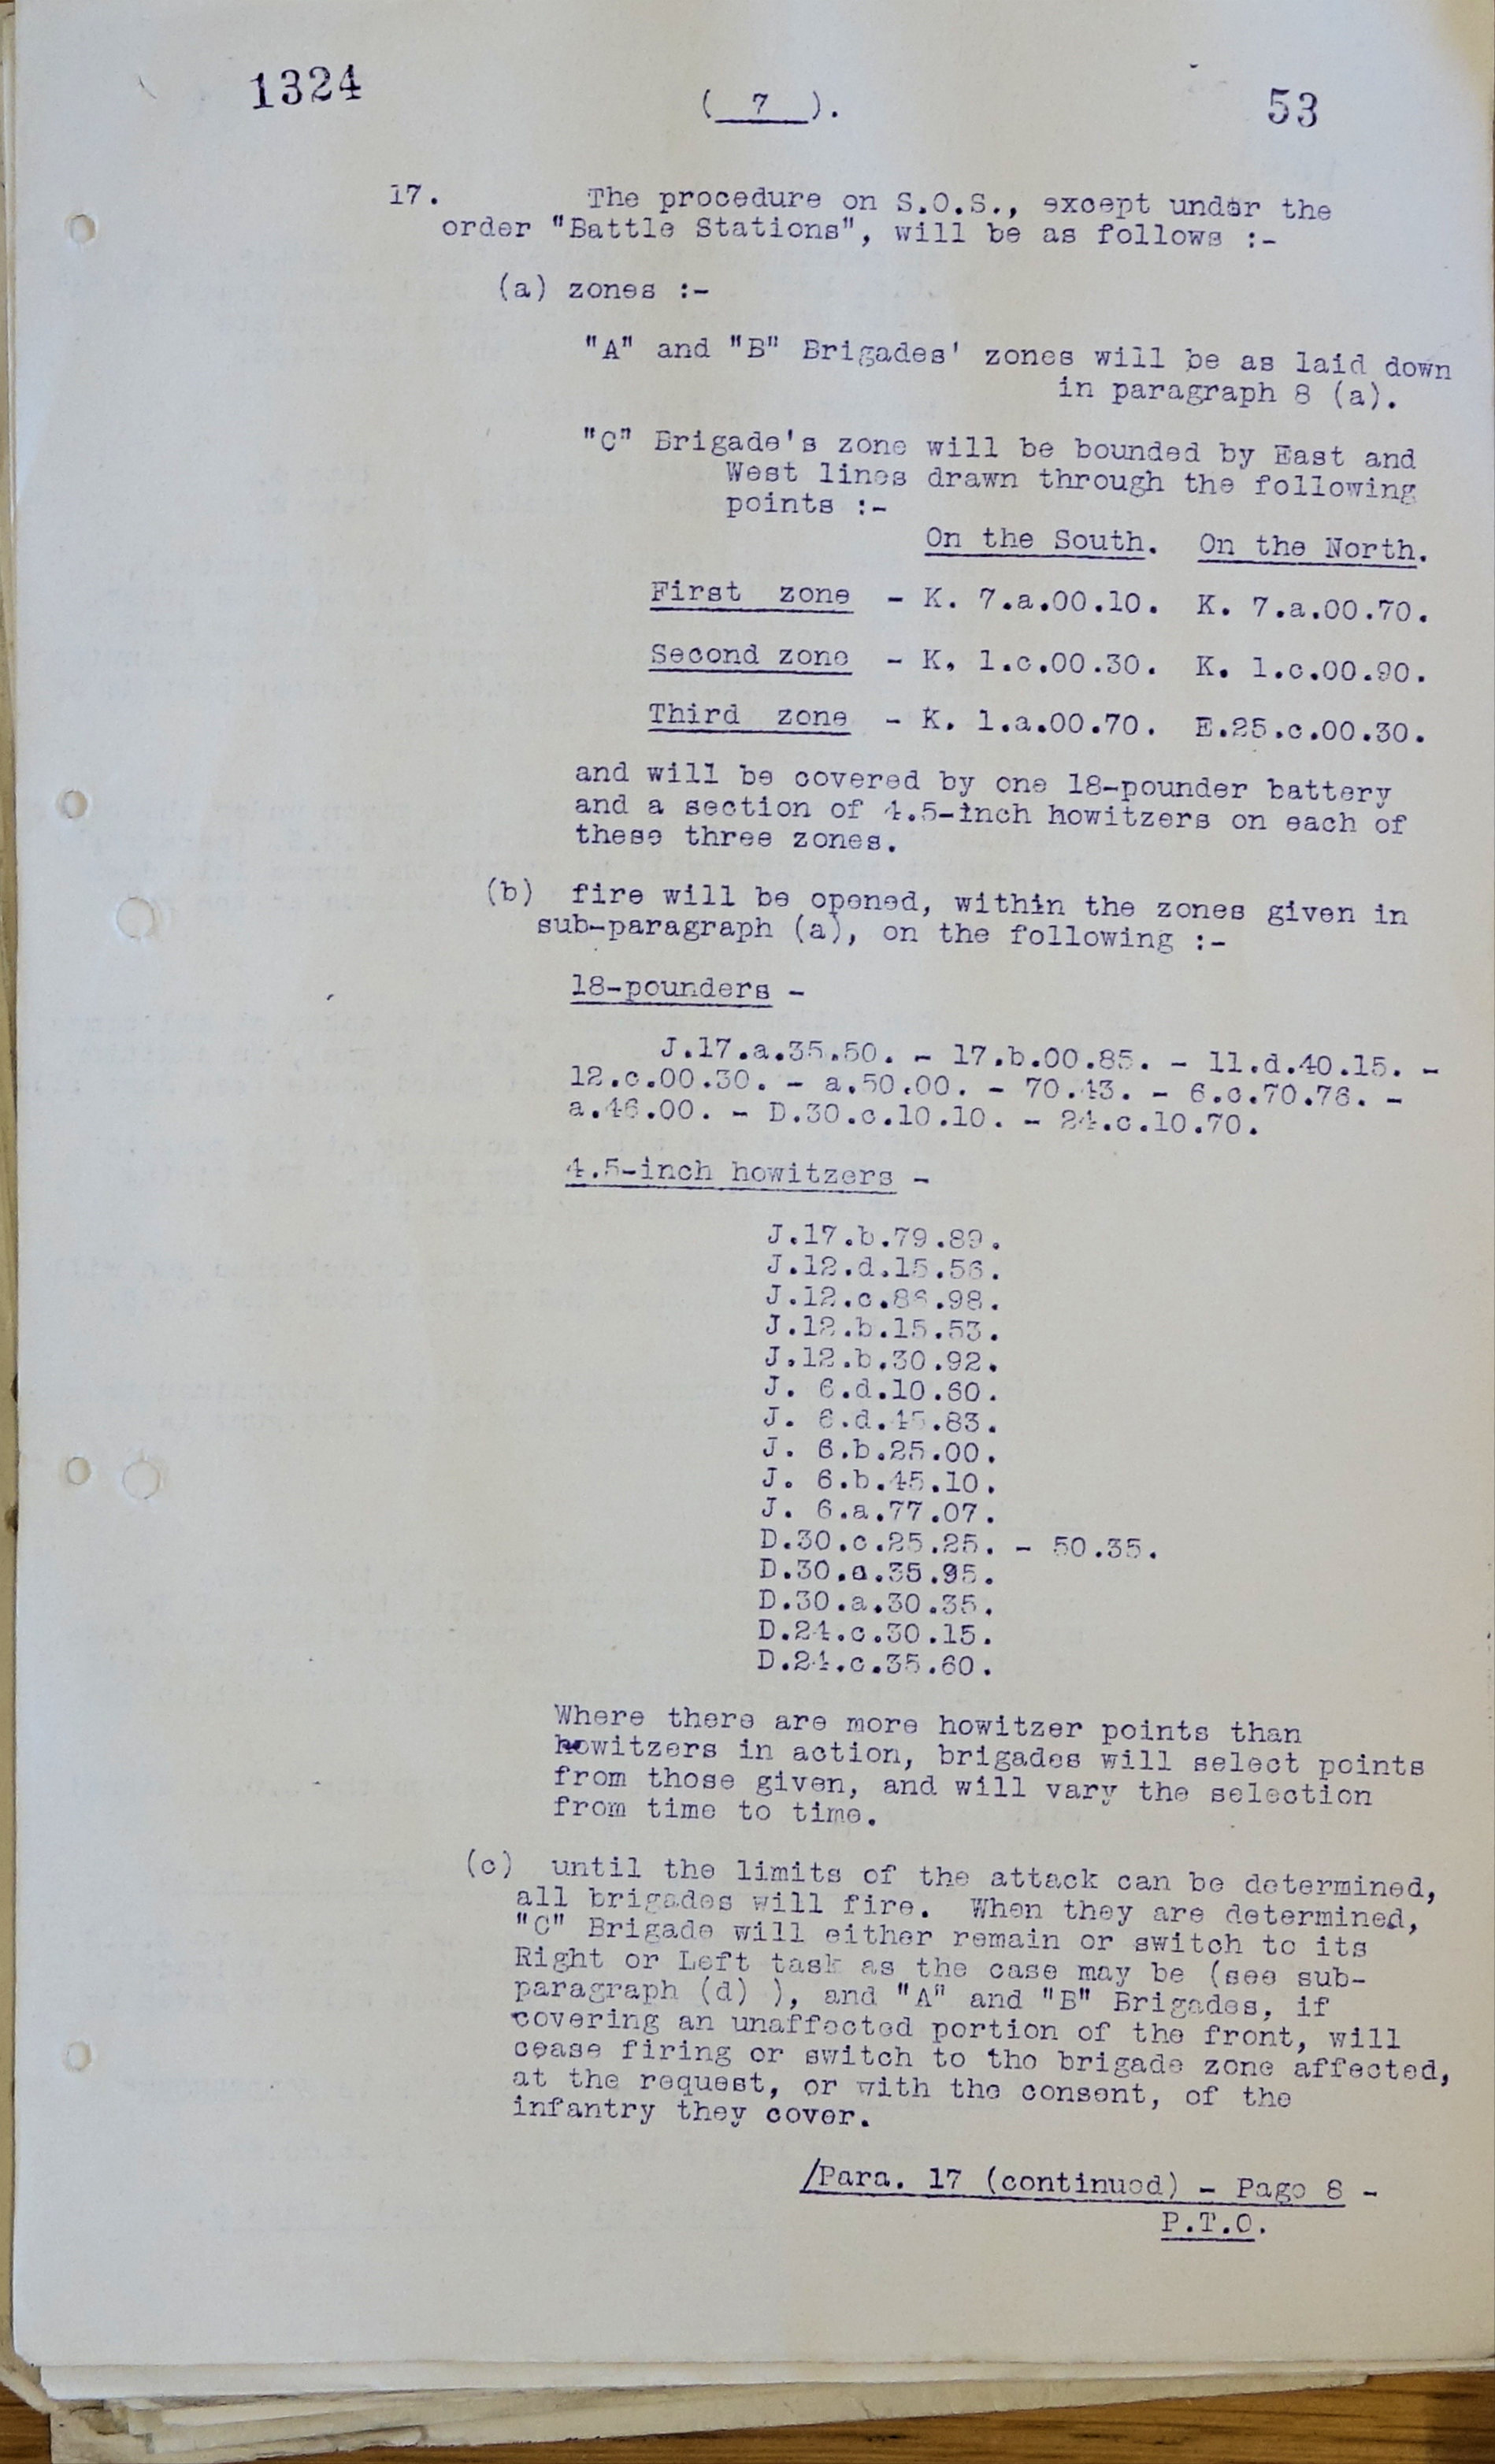 1324
( 7 ).
53
17. The procedure on S.O.S., except under the
order "Battle Stations", will be as follows :-
(a) zones :-
"A" and "B" Brigades' zones will be as laid down
in paragraph 8 (a).
"C" Brigade's zone will be bounded by East and
West lines drawn through the following
points :-
On the South. On the North.
First zone - K. 7.a.00.10. K. 7.a.00.70.
Second zone - K. 1.c.00.30. K. 1.c.00.90.
Third zone - K. 1.a.00.70. E.25.c.00.30.
and will be covered by one 18-pounder battery
and a section of 4.5-inch howitzers on each of
these three zones.
(b) fire will be opened, within the zones given in
sub-paragraph (a), on the following :-
18-pounders -
J.17.a.35.50. - 17.b.00.85. - 11.d.40.15. -
12.c.00.30. - a.50.00. - 70.43. - 6.c.70.76. -
a.46.00. - D.30.c.10.10. - 24.c.10.70.
4.5-inch howitzers -
J.17.b.79.89.
J.12.d.15.56.
J.12.c.86.98.
J.12.b.15.53.
J.12.b.30.92.
J. 6.d.10.60.
J. 6.d.45.83.
J. 6.b.25.00.
J. 6.b.45.10.
J. 6.a.77.07.
D.30.c.25.25. - 50.35.
D.30.a.35.95.
D.30.a.30.35.
D.24.c.30.15.
D.24.c.35.60.
Where there are more howitzer points than
howitzers in action, brigades will select points
from those given, and will vary the selection
from time to time.
(c) until the limits of the attack can be determined,
all brigades will fire. When they are determined,
"C" Brigade will either remain or switch to its
Right or Left task as the case may be (see sub-
paragraph (d) ), and "A" and "B" Brigades, if
covering an unaffected portion of the front, will
cease firing or switch to the brigade zone affected,
at the request, or with the consent, of the
infantry they cover.
/Para. 17 (continued) - Page 8 -
P.T.O.